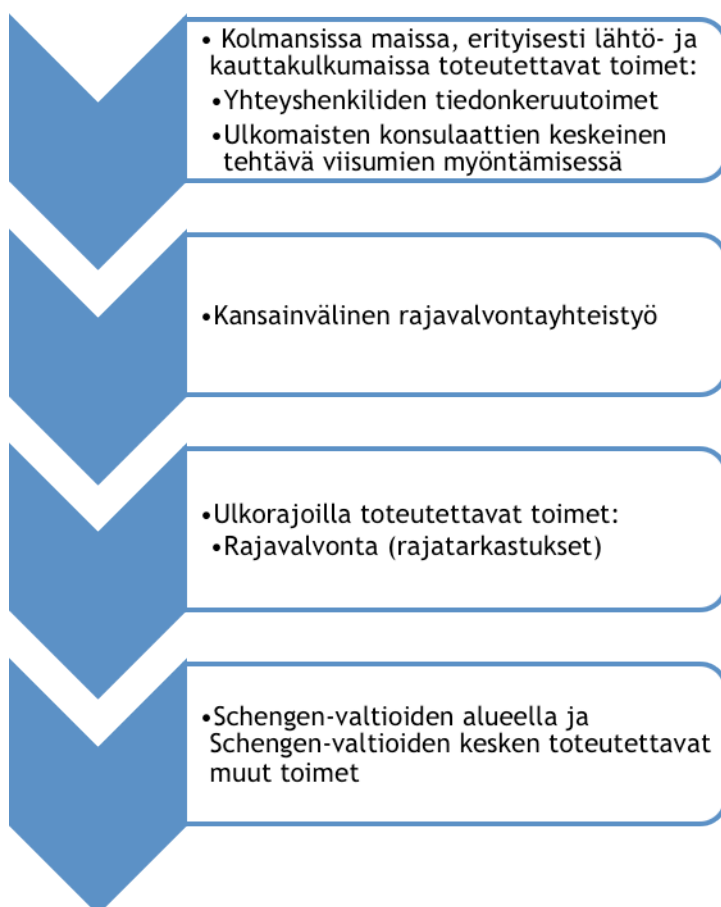 • Kolmansissa maissa, erityisesti lähtö- ja
kauttakulkumaissa toteutettavat toimet:
•Yhteyshenkiliden tiedonkeruutoimet
•Ulkomaisten konsulaattien keskeinen
tehtävä viisumien myöntämisessä
•Kansainvälinen rajavalvontayhteistyö
•Ulkorajoilla toteutettavat toimet:
•Rajavalvonta (rajatarkastukset)
•Schengen-valtioiden alueella ja
Schengen-valtioiden kesken toteutettavat
muut toimet